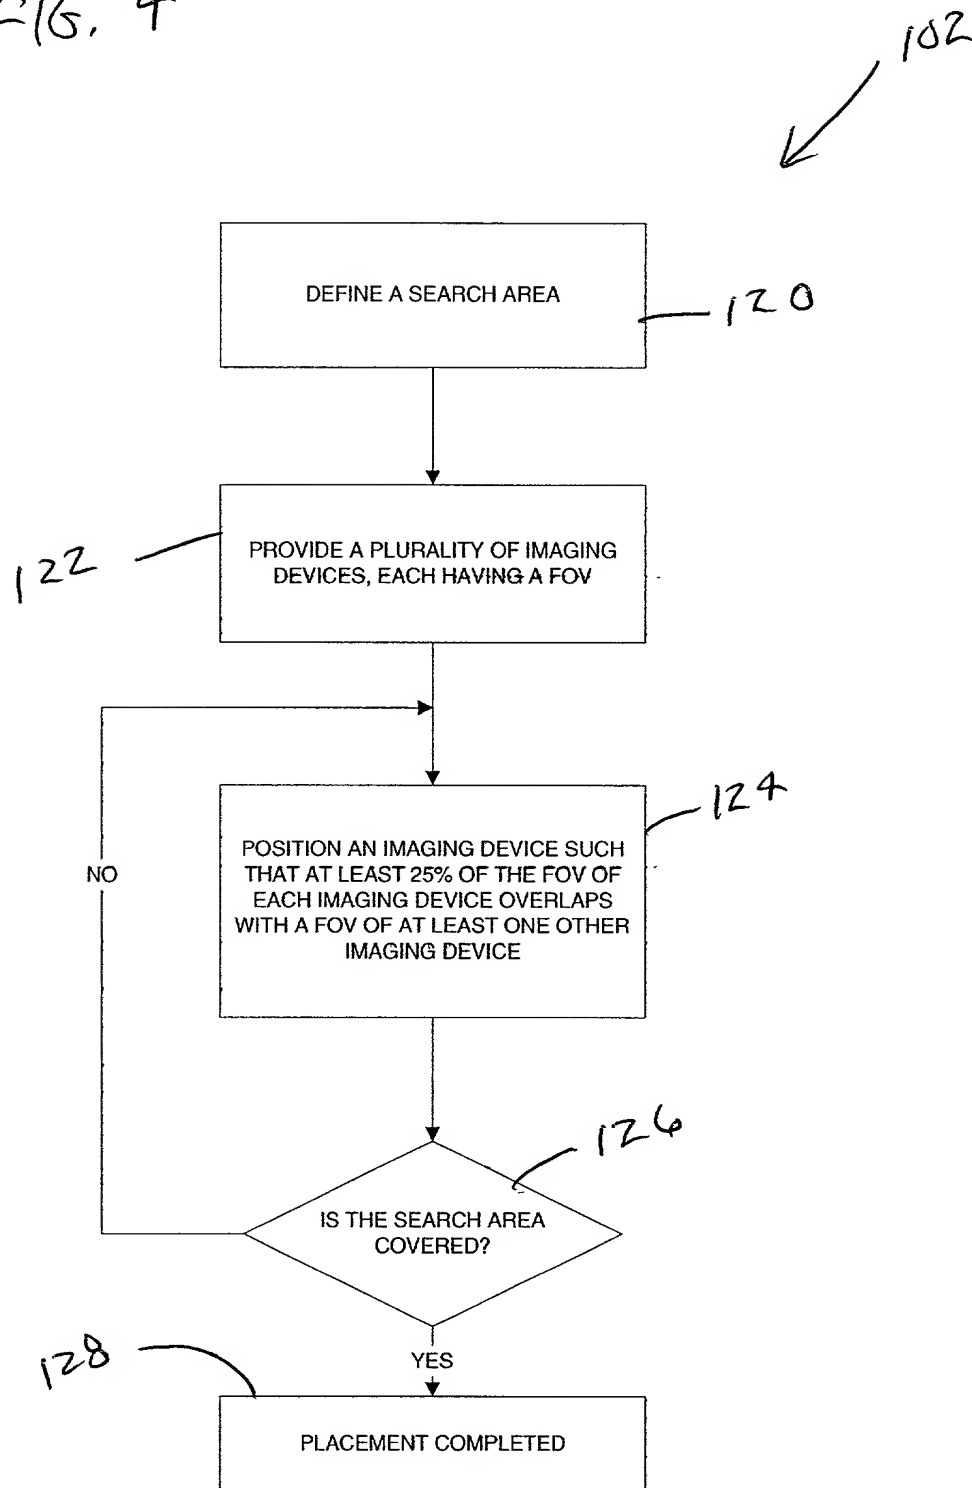 FIG. 4
102
DEFINE A SEARCH AREA
120
PROVIDE A PLURALITY OF IMAGING
DEVICES, EACH HAVING A FOV
122
POSITION AN IMAGING DEVICE SUCH
THAT AT LEAST 25% OF THE FOV OF
EACH IMAGING DEVICE OVERLAPS
WITH A FOV OF AT LEAST ONE OTHER
IMAGING DEVICE
124
NO
126
IS THE SEARCH AREA
COVERED?
YES
128
PLACEMENT COMPLETED